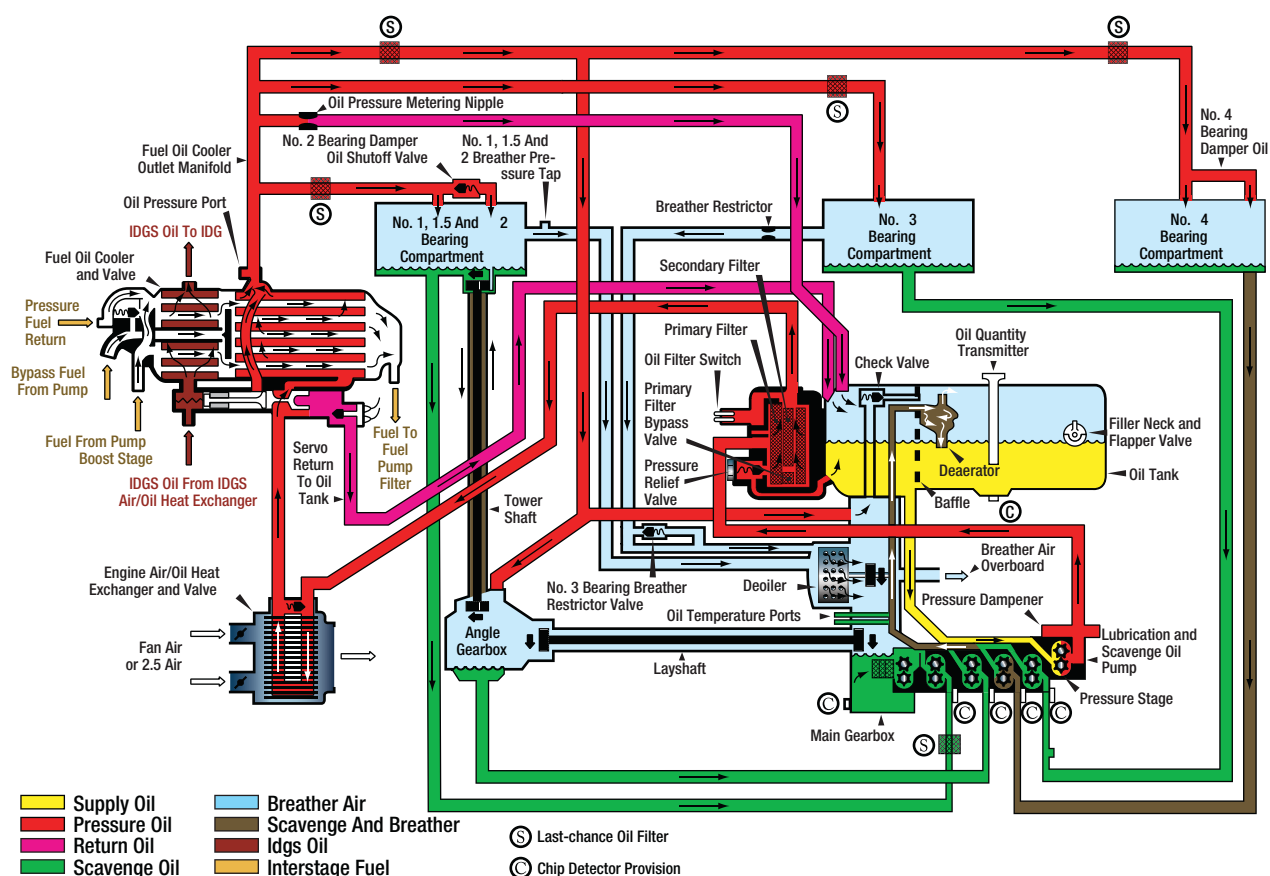 S
S
Oil Pressure Metering Nipple
S
No. 2 Bearing Damper
Oil Shutoff Valve
No. 1, 1.5 And
2 Breather Pre-
ssure Tap
No. 4
Bearing
Damper Oil
Fuel Oil Cooler
Outlet Manifold
S
Oil Pressure Port
IDGS Oil To IDG
Fuel Oil Cooler
and Valve
No. 1, 1.5 And 2
Bearing
Compartment
Breather Restrictor
No. 3
Bearing
Compartment
No. 4
Bearing
Compartment
Pressure
Fuel
Return
Bypass Fuel
From Pump
Fuel From Pump
Boost Stage
IDGS Oil From IDGS
Air/Oil Heat Exchanger
Servo
Return
To Oil
Tank
Fuel To
Fuel
Pump
Filter
Secondary Filter
Primary Filter
Oil Filter Switch
Primary
Filter
Bypass
Valve
Pressure
Relief
Valve
Check Valve
Oil Quantity
Transmitter
Filler Neck and
Flapper Valve
Deaerator
Oil Tank
Baffle
C
Tower
Shaft
Engine Air/Oil Heat
Exchanger and Valve
Fan Air
or 2.5 Air
No. 3 Bearing Breather
Restrictor Valve
Deoiler
Oil Temperature Ports
Breather Air
Overboard
Pressure Dampener
Lubrication and
Scavenge Oil
Pump
Pressure Stage
Angle
Gearbox
Layshaft
C
C
C
C
C
Main Gearbox
S
Supply Oil
Pressure Oil
Return Oil
Scavenge Oil
Breather Air
Scavenge And Breather
Idgs Oil
Interstage Fuel
S Last-chance Oil Filter
C Chip Detector Provision